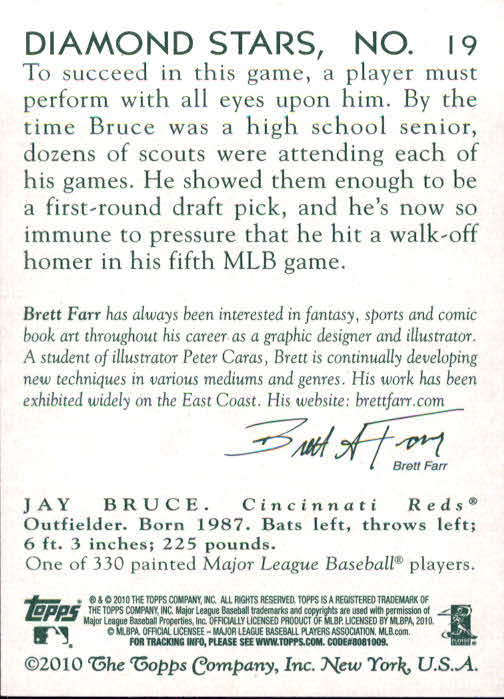 DIAMOND STARS, NO. 19
To succeed in this game, a player must
perform with all eyes upon him. By the
time Bruce was a high school senior,
dozens of scouts were attending each of
his games. He showed them enough to be
a first-round draft pick, and he's now so
immune to pressure that he hit a walk-off
homer in his fifth MLB game.
Brett Farr has always been interested in fantasy, sports and comic
book art throughout his career as a graphic designer and illustrator.
A student of illustrator Peter Caras, Brett is continually developing
new techniques in various mediums and genres. His work has been
exhibited widely on the East Coast. His website: brettfarr.com
Brett A Farr
Brett Farr
JAY BRUCE. Cincinnati Reds®
Outfielder. Born 1987. Bats left, throws left;
6 ft. 3 inches; 225 pounds.
One of 330 painted Major League Baseball® players.
Topps
® & © 2010 THE TOPPS COMPANY, INC. ALL RIGHTS RESERVED. TOPPS IS A REGISTERED TRADEMARK OF
THE TOPPS COMPANY, INC. Major League Baseball trademarks and copyrights are used with permission of
Major League Baseball Properties, Inc. OFFICIALLY LICENSED PRODUCT OF MLBP. LICENSED BY MLBPA, 2010.
© MLBPA. OFFICIAL LICENSEE – MAJOR LEAGUE BASEBALL PLAYERS ASSOCIATION. MLB.com.
FOR TRACKING INFO, PLEASE SEE WWW.TOPPS.COM. CODE#8081009.
©2010 The Topps Company, Inc. New York, U.S.A.